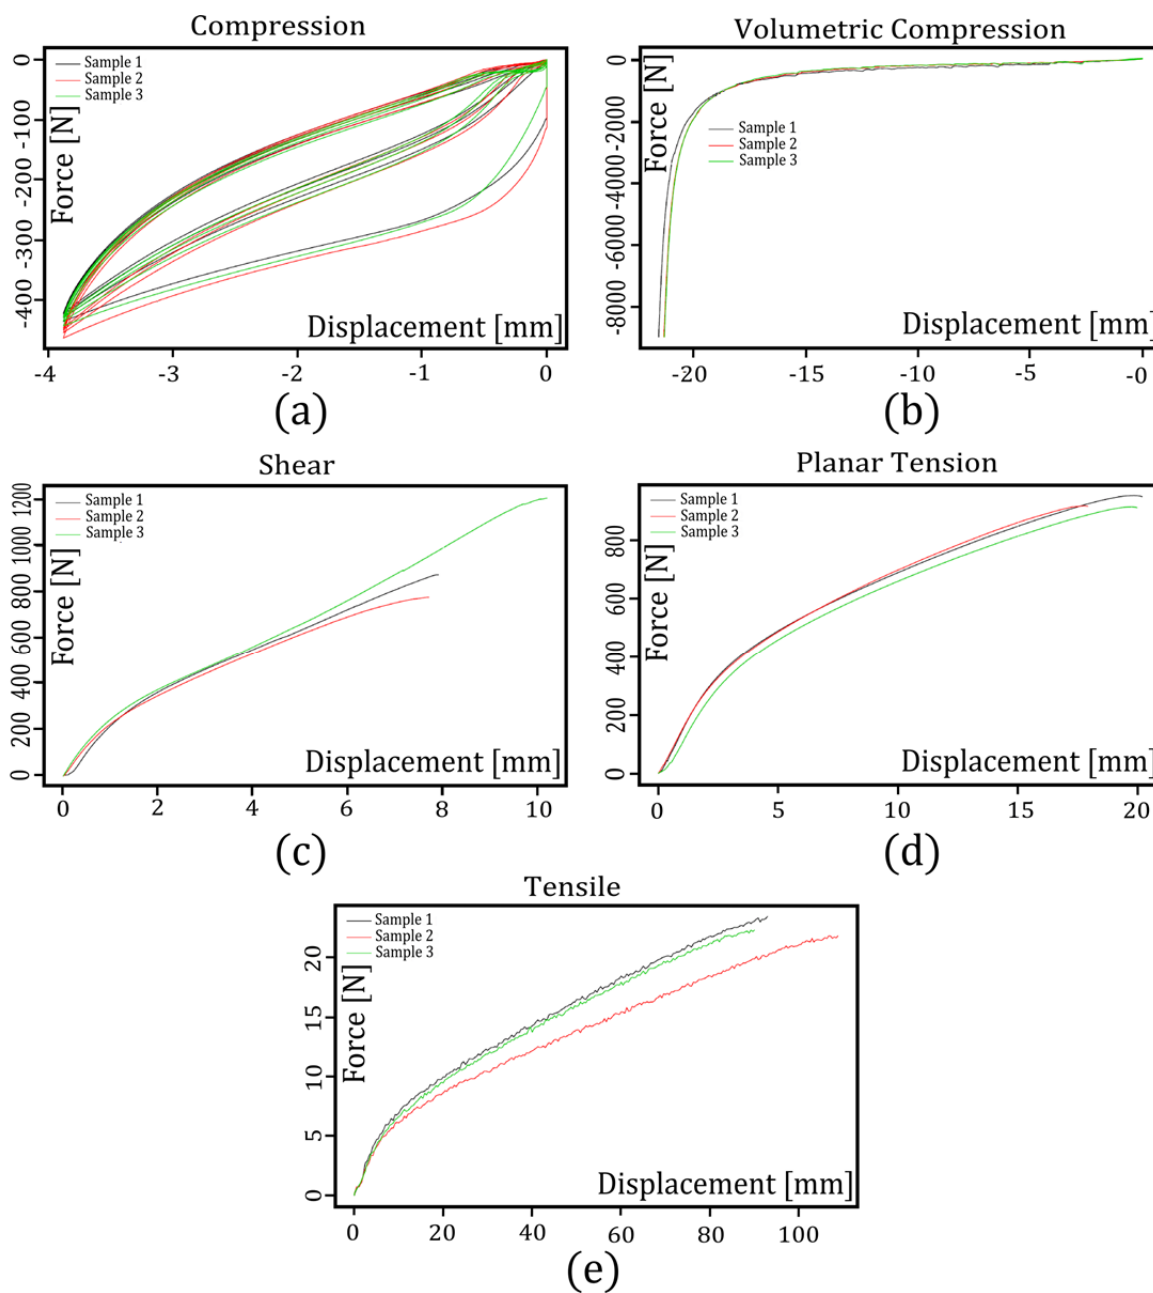 Compression
Sample 1
Sample 2
Sample 3
Force [N]
0
-100
-200
-300
-400
Displacement [mm]
-4 -3 -2 -1 0
(a)
Volumetric Compression
Sample 1
Sample 2
Sample 3
Force [N]
0
-2000
-4000
-6000
-8000
Displacement [mm]
-20 -15 -10 -5 -0
(b)
Shear
Sample 1
Sample 2
Sample 3
Force [N]
1200
1000
800
600
400
200
0
Displacement [mm]
0 2 4 6 8 10
(c)
Planar Tension
Sample 1
Sample 2
Sample 3
Force [N]
800
600
400
200
0
Displacement [mm]
0 5 10 15 20
(d)
Tensile
Sample 1
Sample 2
Sample 3
Force [N]
20
15
10
5
0
Displacement [mm]
0 20 40 60 80 100
(e)